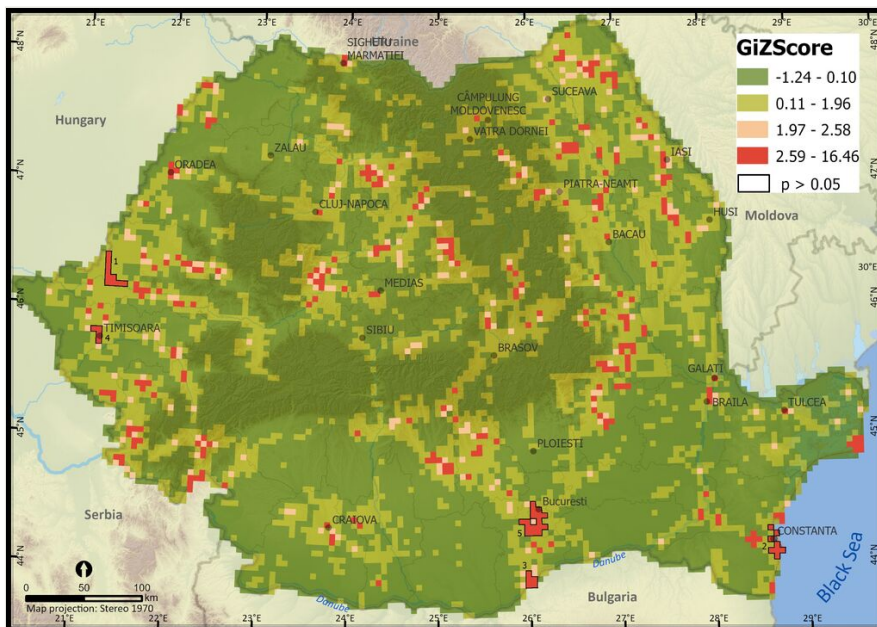 21°E 22°E 23°E 24°E 25°E 26°E 27°E 28°E 29°E 30°E
48°N
48°N
Ukraine
SIGHETU
MARMATIEI
GiZScore
-1.24 - 0.10
0.11 - 1.96
1.97 - 2.58
2.59 - 16.46
p > 0.05
Hungary
CÂMPULUNG
MOLDOVENESC
SUCEAVA
VATRA DORNEI
ZALAU
IASI
47°N
ORADEA
47°N
PIATRA-NEAMT
CLUJ-NAPOCA
HUSI
Moldova
BACAU
1
30°E
46°N
MEDIAS
46°N
TIMISOARA
4
SIBIU
BRASOV
GALATI
BRAILA
TULCEA
45°N
45°N
PLOIESTI
Serbia
Bucuresti
CRAIOVA
5
CONSTANTA
2
44°N
44°N
3
Danube
Black Sea
Bulgaria
0 50 100
km
Map projection: Stereo 1970
Danube
21°E 22°E 23°E 24°E 25°E 26°E 27°E 28°E 29°E